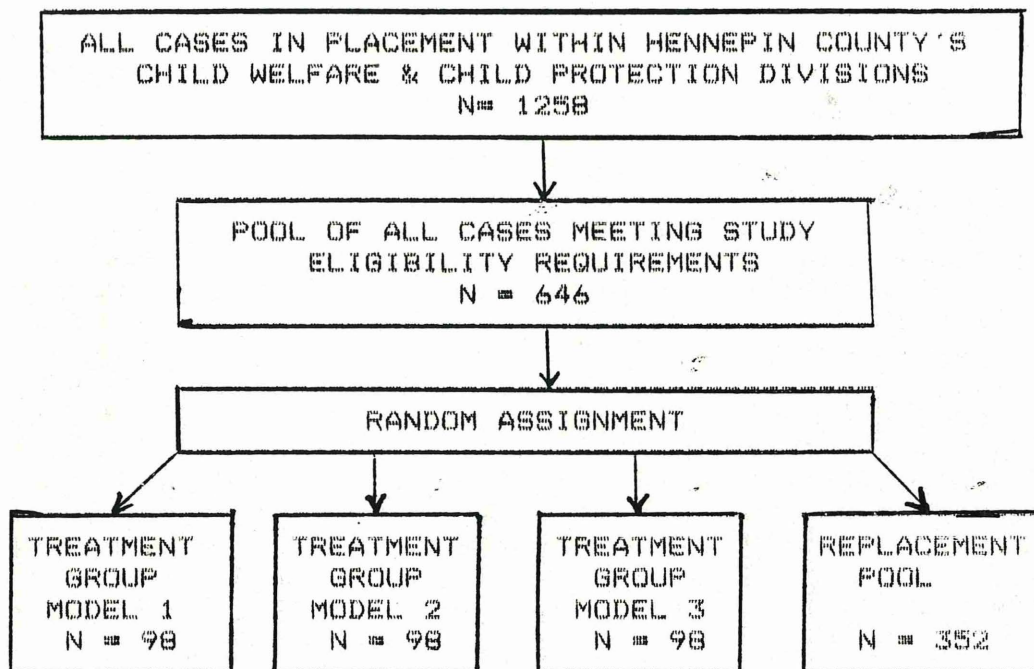 ALL CASES IN PLACEMENT WITHIN HENNEPIN COUNTY'S
CHILD WELFARE & CHILD PROTECTION DIVISIONS
N= 1258
POOL OF ALL CASES MEETING STUDY
ELIGIBILITY REQUIREMENTS
N = 646
RANDOM ASSIGNMENT
TREATMENT
GROUP
MODEL 1
N = 98
TREATMENT
GROUP
MODEL 2
N = 98
TREATMENT
GROUP
MODEL 3
N = 98
REPLACEMENT
POOL
N = 352